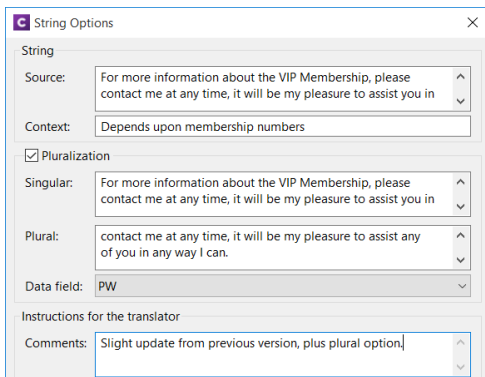 C String Options
String
Source: For more information about the VIP Membership, please
contact me at any time, it will be my pleasure to assist you in
Context: Depends upon membership numbers
Pluralization
Singular: For more information about the VIP Membership, please
contact me at any time, it will be my pleasure to assist you in
Plural: contact me at any time, it will be my pleasure to assist any
of you in any way I can.
Data field: PW
Instructions for the translator
Comments: Slight update from previous version, plus plural option.